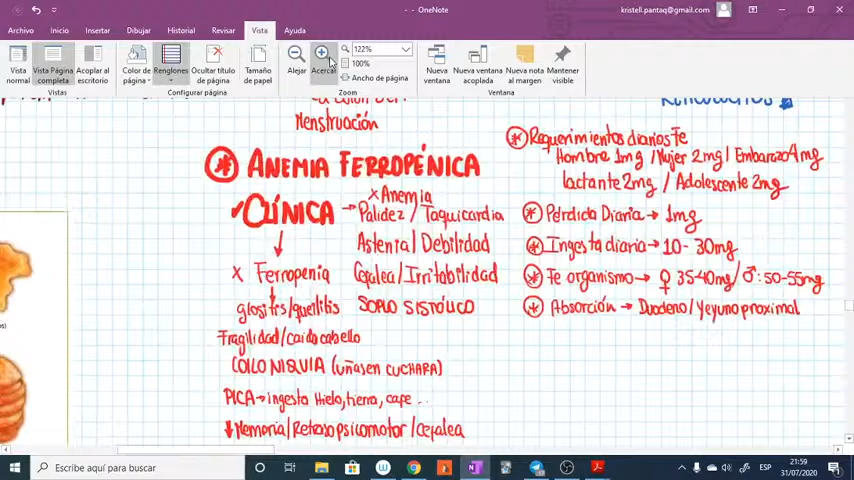 - OneNote
kristell.pantaq@gmail.com
Archivo Inicio Insertar Dibujar Historial Revisar Vista Ayuda
Vista normal
Vista Página completa
Acoplar al escritorio
Vistas
Color de página
Renglones
Ocultar título de página
Tamaño de papel
Configurar página
Alejar
Acercar
122%
100%
Ancho de página
Zoom
Nueva ventana
Nueva ventana acoplada
Nueva nota al margen
Mantener visible
Ventana
Menstruación
* ANEMIA FERROPÉNICA
✓CLÍNICA → x Anemia
Palidez / Taquicardia
Astenia / Debilidad
Cefalea / Irritabilidad
SOPLO SISTÓLICO
x Ferropenia
glositis/queilitis
Fragilidad/caida cabello
COILONIQUIA (uñas en CUCHARA)
PICA → ingesta Hielo, tierra, cafe ...
↓ Memoria/Retraso psicomotor/cefalea
* Requerimientos diarios Fe
Hombre 1mg / Mujer 2mg / Embarazo 4mg
lactante 2mg / Adolescente 2mg
* Pérdida Diaria → 1mg
* Ingesta diaria → 10-30mg
* Fe organismo → ♀ 35-40mg / ♂: 50-55mg
* Absorción → Duodeno / Yeyuno proximal
Escribe aquí para buscar
ESP
21:59
31/07/2020